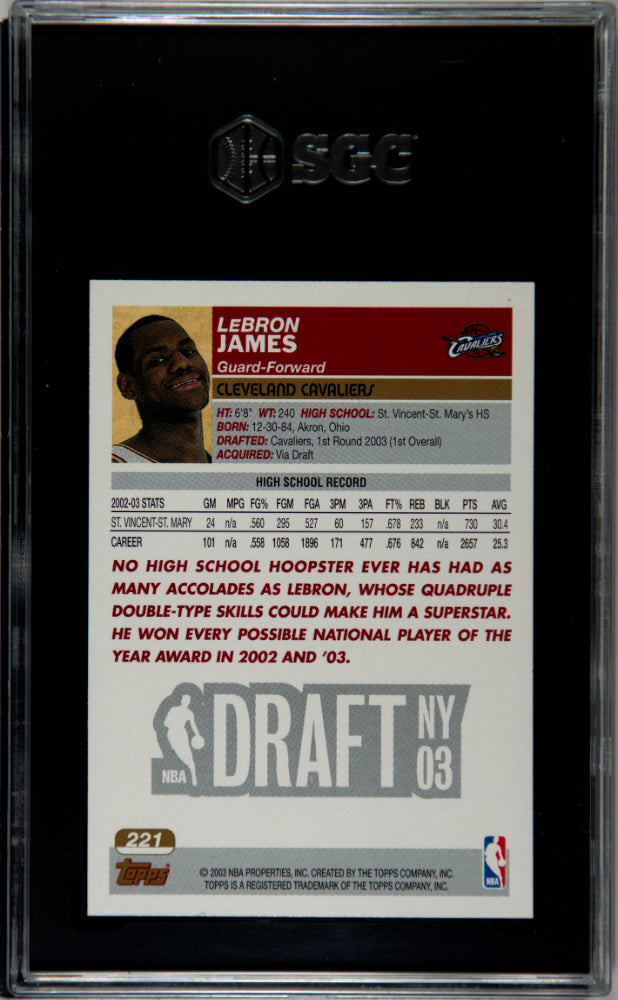 SGC
LEBRON
JAMES
Guard-Forward
CAVALIERS
CLEVELAND CAVALIERS
HT: 6'8" WT: 240 HIGH SCHOOL: St. Vincent-St. Mary's HS
BORN: 12-30-84, Akron, Ohio
DRAFTED: Cavaliers, 1st Round 2003 (1st Overall)
ACQUIRED: Via Draft
HIGH SCHOOL RECORD
2002-03 STATS GM MPG FG% FGM FGA 3PM 3PA FT% REB BLK PTS AVG
ST. VINCENT-ST. MARY 24 n/a .560 295 527 60 157 .678 233 n/a 730 30.4
CAREER 101 n/a .558 1058 1896 171 477 .676 842 n/a 2657 25.3
NO HIGH SCHOOL HOOPSTER EVER HAS HAD AS
MANY ACCOLADES AS LEBRON, WHOSE QUADRUPLE
DOUBLE-TYPE SKILLS COULD MAKE HIM A SUPERSTAR.
HE WON EVERY POSSIBLE NATIONAL PLAYER OF THE
YEAR AWARD IN 2002 AND '03.
NBA DRAFT NY 03
221
Topps
© 2003 NBA PROPERTIES, INC. CREATED BY THE TOPPS COMPANY, INC.
TOPPS IS A REGISTERED TRADEMARK OF THE TOPPS COMPANY, INC.
NBA